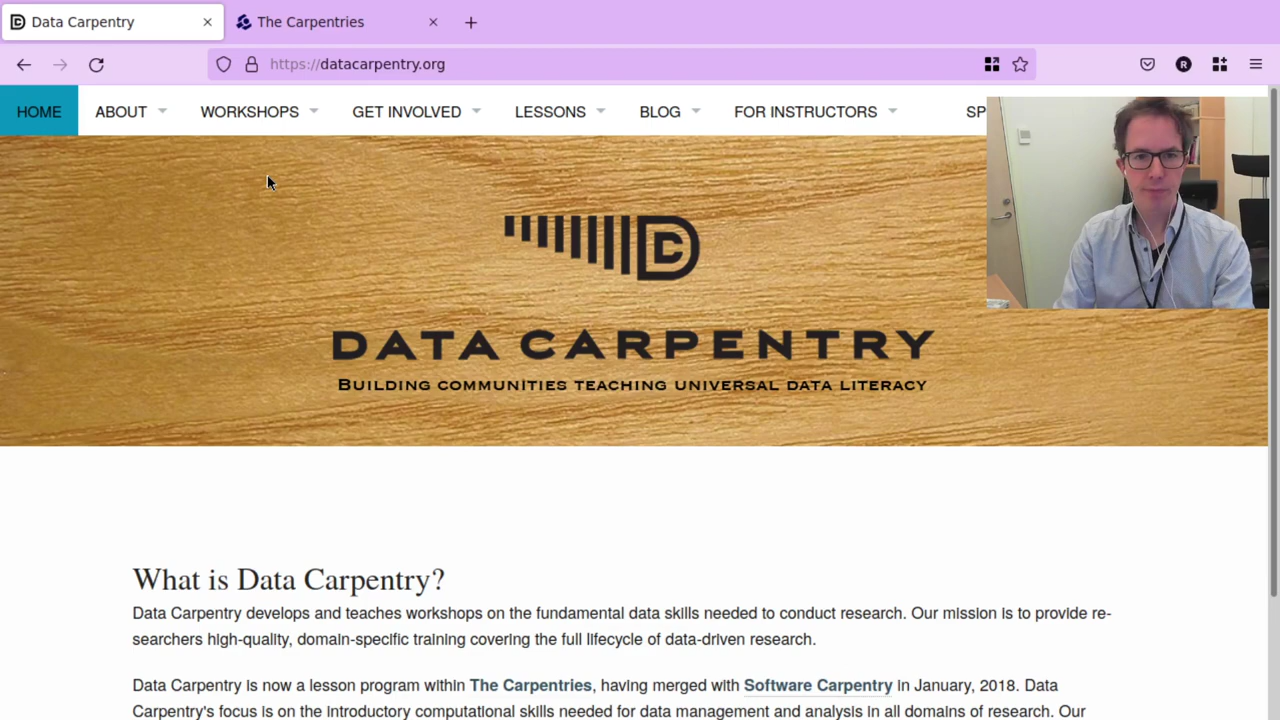 Data Carpentry
The Carpentries
https://datacarpentry.org
HOME ABOUT WORKSHOPS GET INVOLVED LESSONS BLOG FOR INSTRUCTORS SP
DC
DATA CARPENTRY
BUILDING COMMUNITIES TEACHING UNIVERSAL DATA LITERACY
What is Data Carpentry?
Data Carpentry develops and teaches workshops on the fundamental data skills needed to conduct research. Our mission is to provide re-
searchers high-quality, domain-specific training covering the full lifecycle of data-driven research.
Data Carpentry is now a lesson program within The Carpentries, having merged with Software Carpentry in January, 2018. Data
Carpentry's focus is on the introductory computational skills needed for data management and analysis in all domains of research. Our